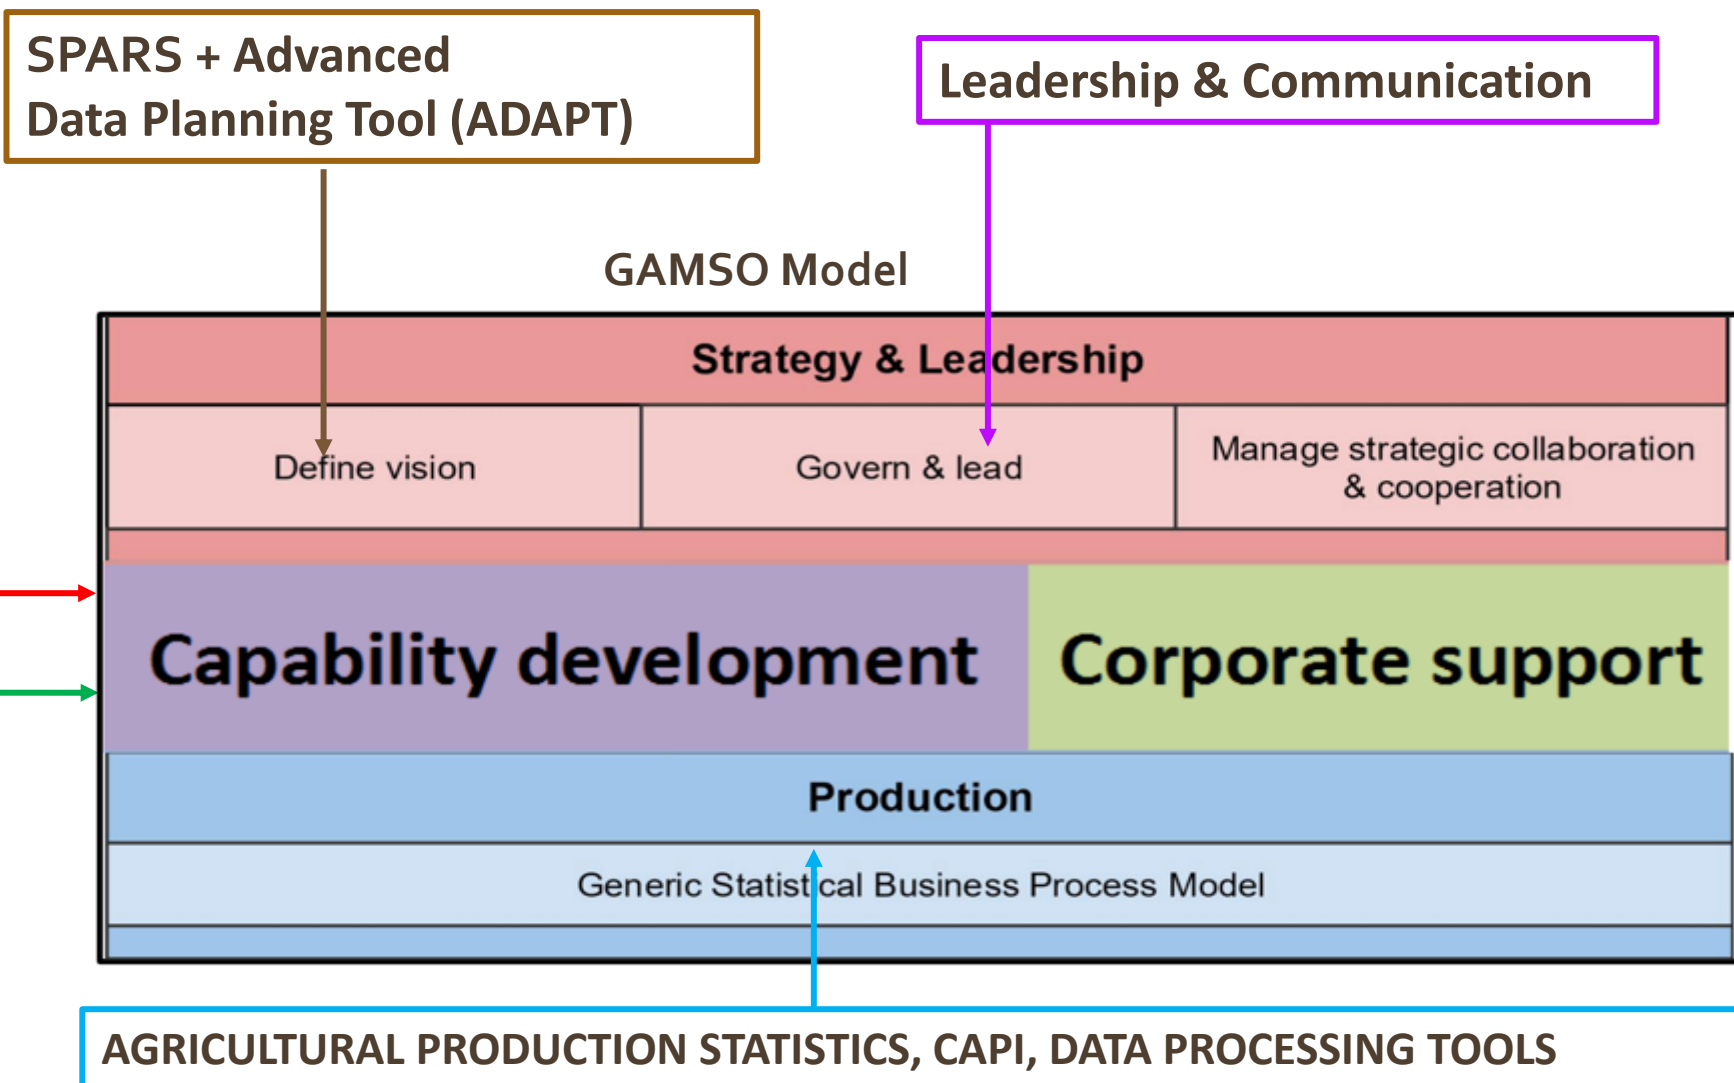 SPARS + Advanced
Data Planning Tool (ADAPT)
Leadership & Communication
GAMSO Model
Strategy & Leadership
Define vision
Govern & lead
Manage strategic collaboration
& cooperation
Capability development
Corporate support
Production
Generic Statistical Business Process Model
AGRICULTURAL PRODUCTION STATISTICS, CAPI, DATA PROCESSING TOOLS